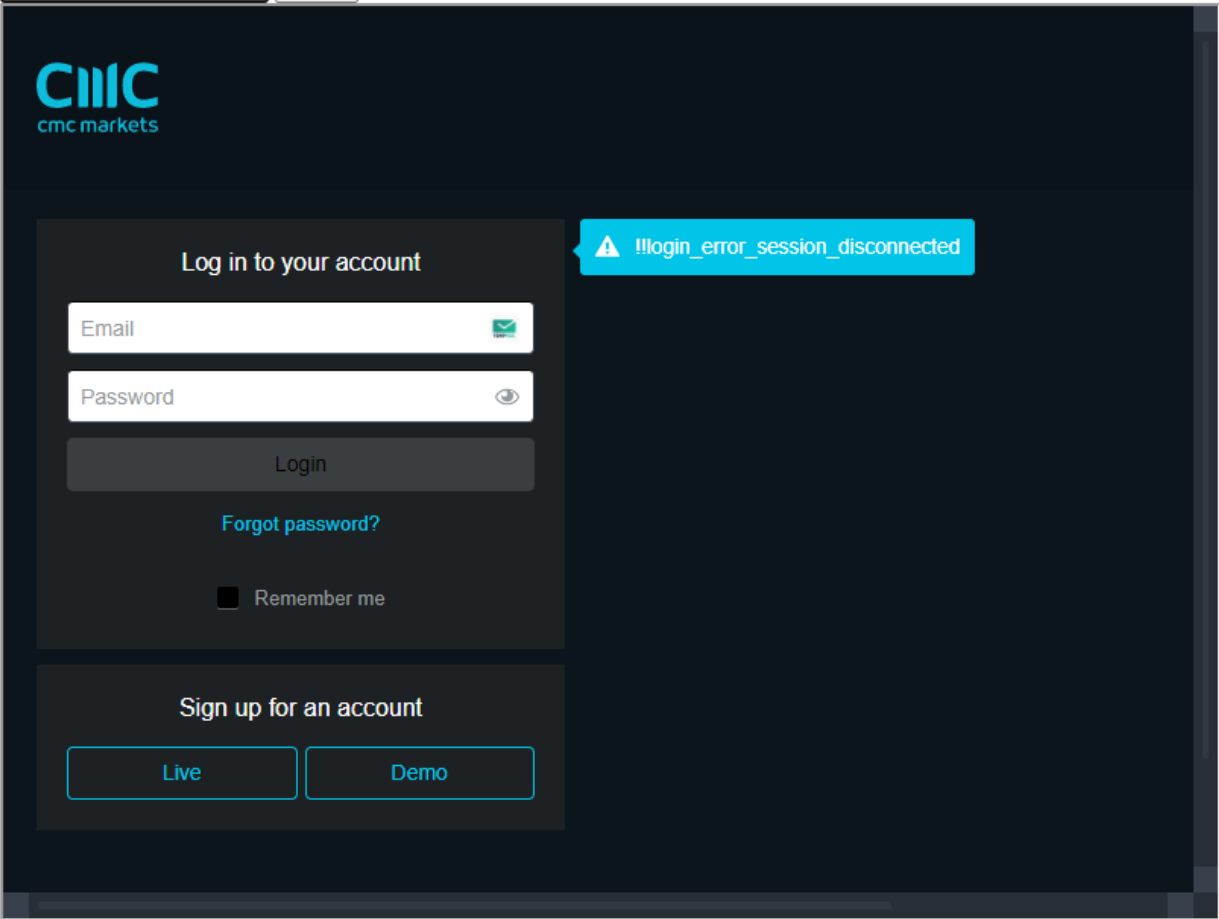 CMC
cmc markets
Log in to your account
!!login_error_session_disconnected
Email
Password
Login
Forgot password?
Remember me
Sign up for an account
Live
Demo